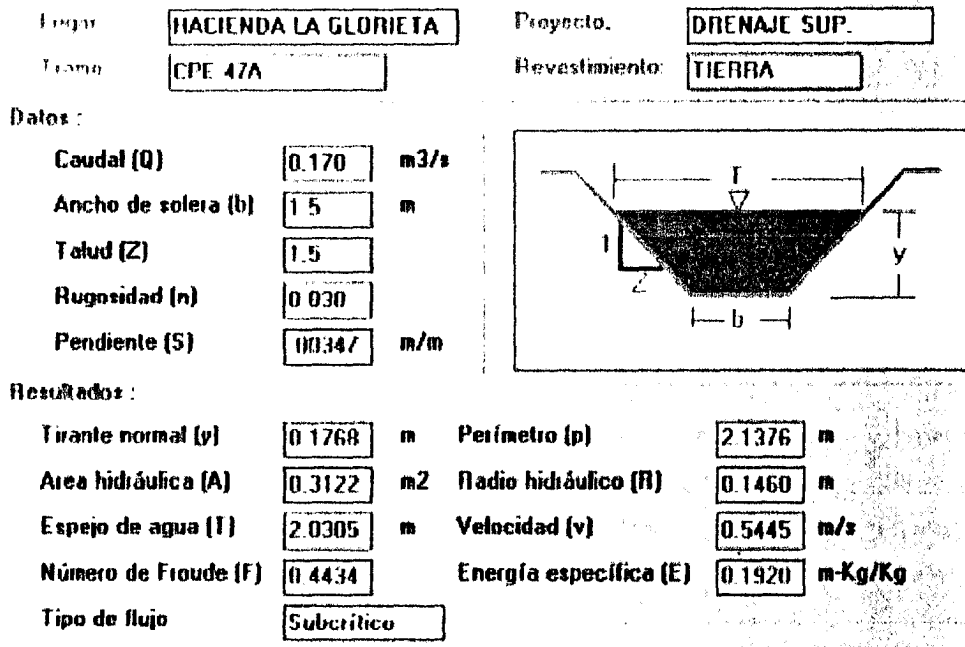 Lugar: HACIENDA LA GLORIETA Proyecto. DRENAJE SUP.
Tramo CPE 47A Revestimiento: TIERRA
Datos :
Caudal (Q) 0.170 m3/s
Ancho de solera (b) 1.5 m
Talud (Z) 1.5
Rugosidad (n) 0.030
Pendiente (S) .00347 m/m
T
1
Z
y
b
Resultados :
Tirante normal (y) 0.1768 m Perímetro (p) 2.1376 m
Area hidráulica (A) 0.3122 m2 Radio hidráulico (R) 0.1460 m
Espejo de agua (T) 2.0305 m Velocidad (v) 0.5445 m/s
Número de Froude (F) 0.4434 Energía específica (E) 0.1920 m-Kg/Kg
Tipo de flujo Subcrítico